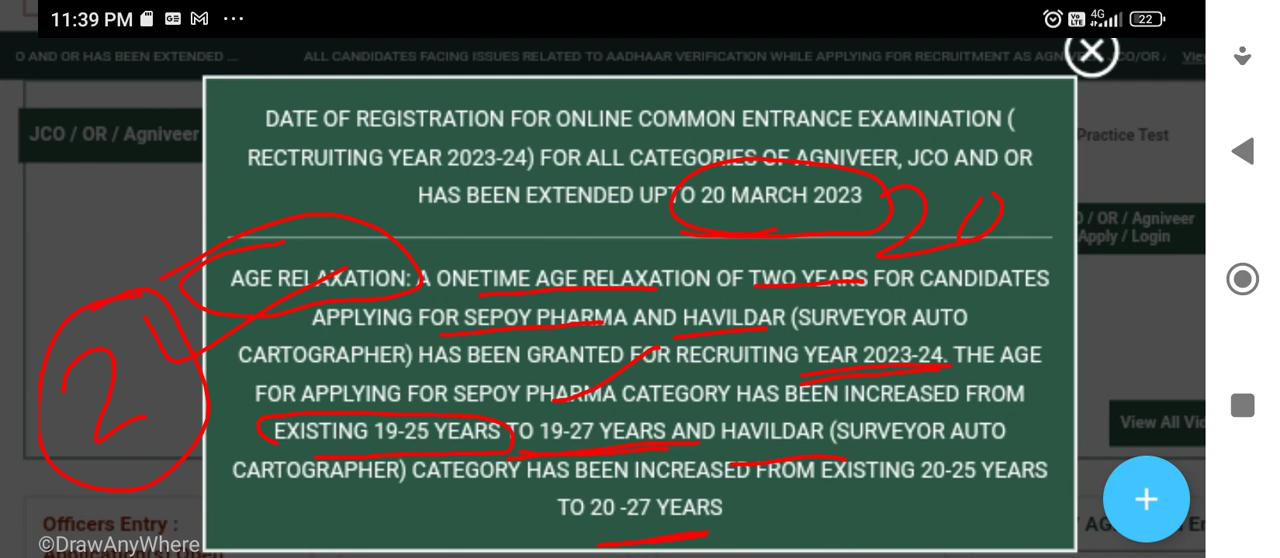 11:39 PM
4G
22
O AND OR HAS BEEN EXTENDED ... ALL CANDIDATES FACING ISSUES RELATED TO AADHAAR VERIFICATION WHILE APPLYING FOR RECRUITMENT AS
JCO / OR / Agniveer
Practice Test
DATE OF REGISTRATION FOR ONLINE COMMON ENTRANCE EXAMINATION (
RECTRUITING YEAR 2023-24) FOR ALL CATEGORIES OF AGNIVEER, JCO AND OR
HAS BEEN EXTENDED UPTO 20 MARCH 2023
20
/ OR / Agniveer
Apply / Login
AGE RELAXATION: A ONETIME AGE RELAXATION OF TWO YEARS FOR CANDIDATES
APPLYING FOR SEPOY PHARMA AND HAVILDAR (SURVEYOR AUTO
CARTOGRAPHER) HAS BEEN GRANTED FOR RECRUITING YEAR 2023-24. THE AGE
FOR APPLYING FOR SEPOY PHARMA CATEGORY HAS BEEN INCREASED FROM
EXISTING 19-25 YEARS TO 19-27 YEARS AND HAVILDAR (SURVEYOR AUTO
CARTOGRAPHER) CATEGORY HAS BEEN INCREASED FROM EXISTING 20-25 YEARS
TO 20 -27 YEARS
2
View All
Officers Entry :
©DrawAnyWhere